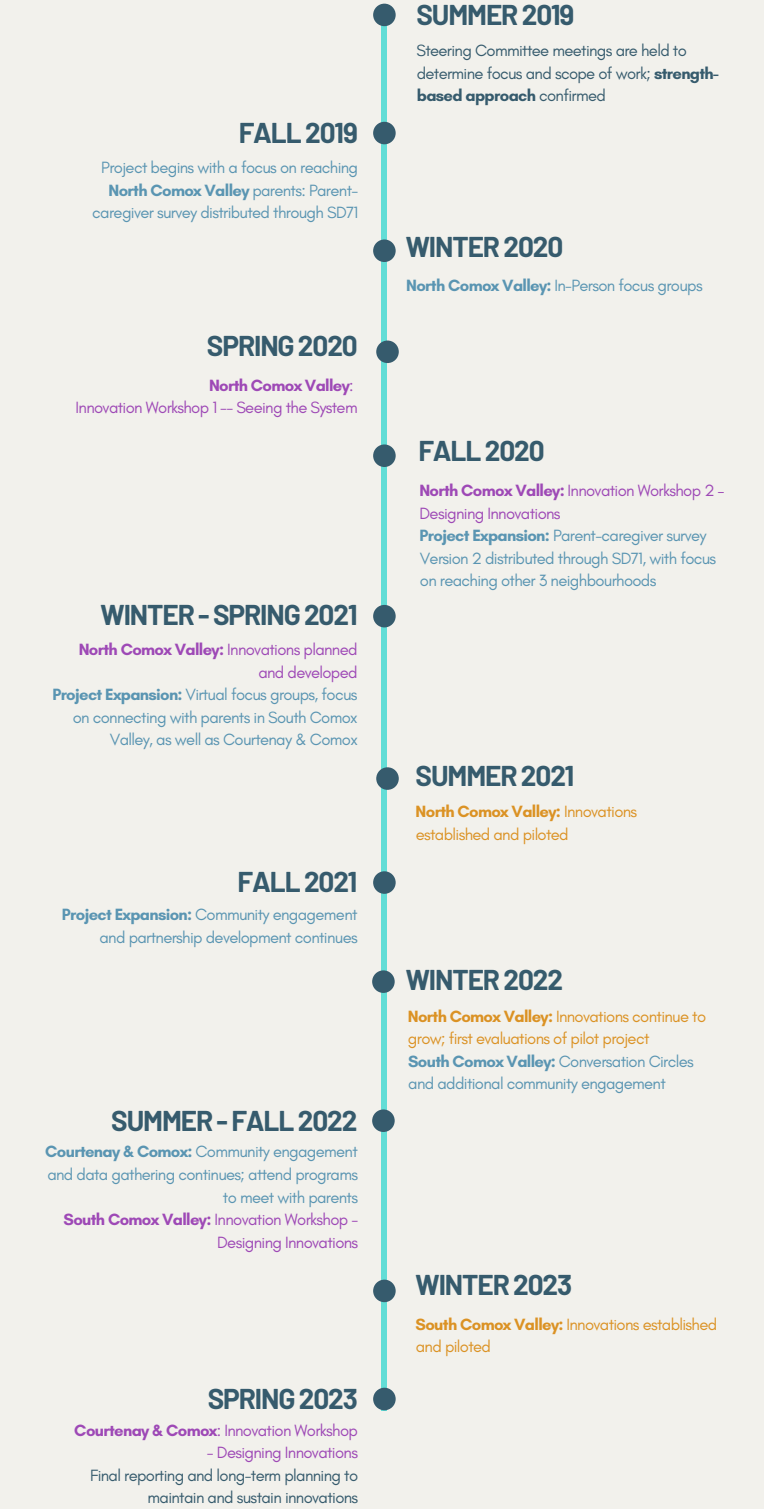 SUMMER 2019
Steering Committee meetings are held to
determine focus and scope of work; strength-
based approach confirmed
FALL 2019
Project begins with a focus on reaching
North Comox Valley parents: Parent-
caregiver survey distributed through SD71
WINTER 2020
North Comox Valley: In-Person focus groups
SPRING 2020
North Comox Valley:
Innovation Workshop 1 -- Seeing the System
FALL 2020
North Comox Valley: Innovation Workshop 2 -
Designing Innovations
Project Expansion: Parent-caregiver survey
Version 2 distributed through SD71, with focus
on reaching other 3 neighbourhoods
WINTER - SPRING 2021
North Comox Valley: Innovations planned
and developed
Project Expansion: Virtual focus groups, focus
on connecting with parents in South Comox
Valley, as well as Courtenay & Comox
SUMMER 2021
North Comox Valley: Innovations
established and piloted
FALL 2021
Project Expansion: Community engagement
and partnership development continues
WINTER 2022
North Comox Valley: Innovations continue to
grow; first evaluations of pilot project
South Comox Valley: Conversation Circles
and additional community engagement
SUMMER - FALL 2022
Courtenay & Comox: Community engagement
and data gathering continues; attend programs
to meet with parents
South Comox Valley: Innovation Workshop -
Designing Innovations
WINTER 2023
South Comox Valley: Innovations established
and piloted
SPRING 2023
Courtenay & Comox: Innovation Workshop
- Designing Innovations
Final reporting and long-term planning to
maintain and sustain innovations